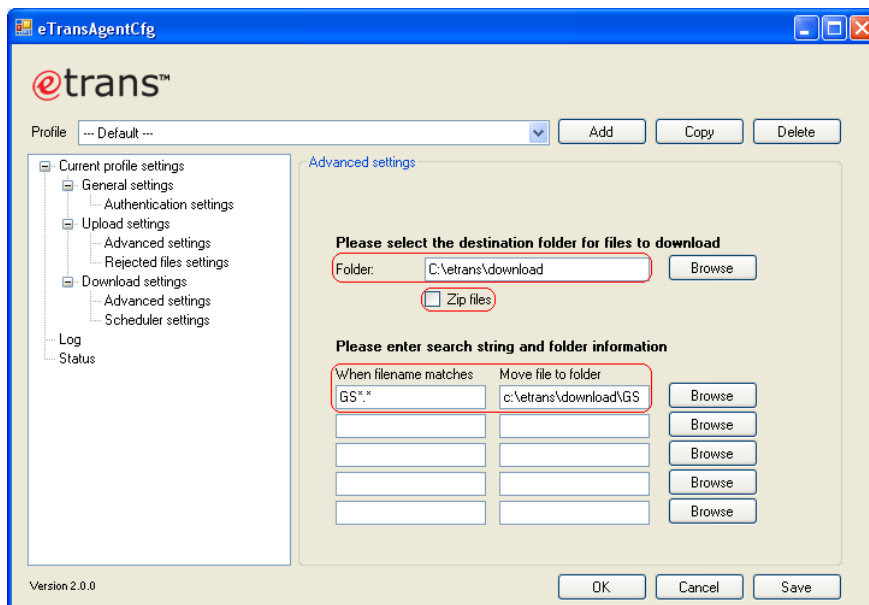 eTransAgentCfg
etrans™
Profile --- Default --- Add Copy Delete
Current profile settings
General settings
Authentication settings
Upload settings
Advanced settings
Rejected files settings
Download settings
Advanced settings
Scheduler settings
Log
Status
Advanced settings
Please select the destination folder for files to download
Folder: C:\etrans\download Browse
Zip files
Please enter search string and folder information
When filename matches Move file to folder
GS*.* c:\etrans\download\GS Browse
Browse
Browse
Browse
Browse
Version 2.0.0 OK Cancel Save